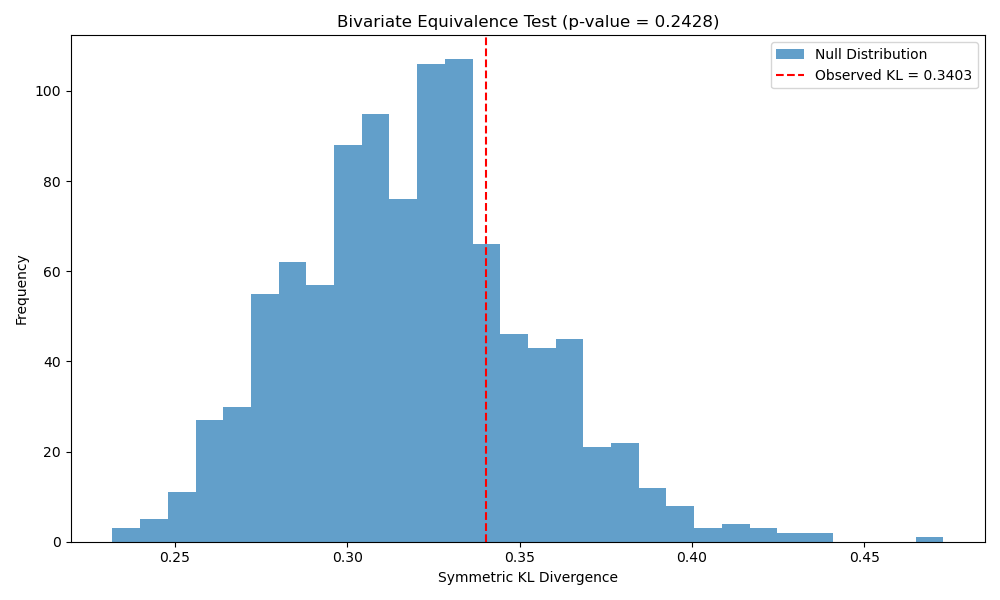 Bivariate Equivalence Test (p-value = 0.2428)
Null Distribution
Observed KL = 0.3403
Frequency
100
80
60
40
20
0
0.25 0.30 0.35 0.40 0.45
Symmetric KL Divergence